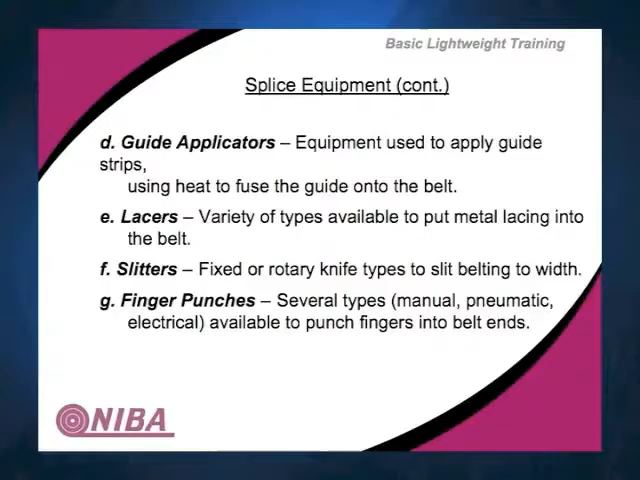 Basic Lightweight Training
Splice Equipment (cont.)
d. Guide Applicators – Equipment used to apply guide
strips,
using heat to fuse the guide onto the belt.
e. Lacers – Variety of types available to put metal lacing into
the belt.
f. Slitters – Fixed or rotary knife types to slit belting to width.
g. Finger Punches – Several types (manual, pneumatic,
electrical) available to punch fingers into belt ends.
NIBA